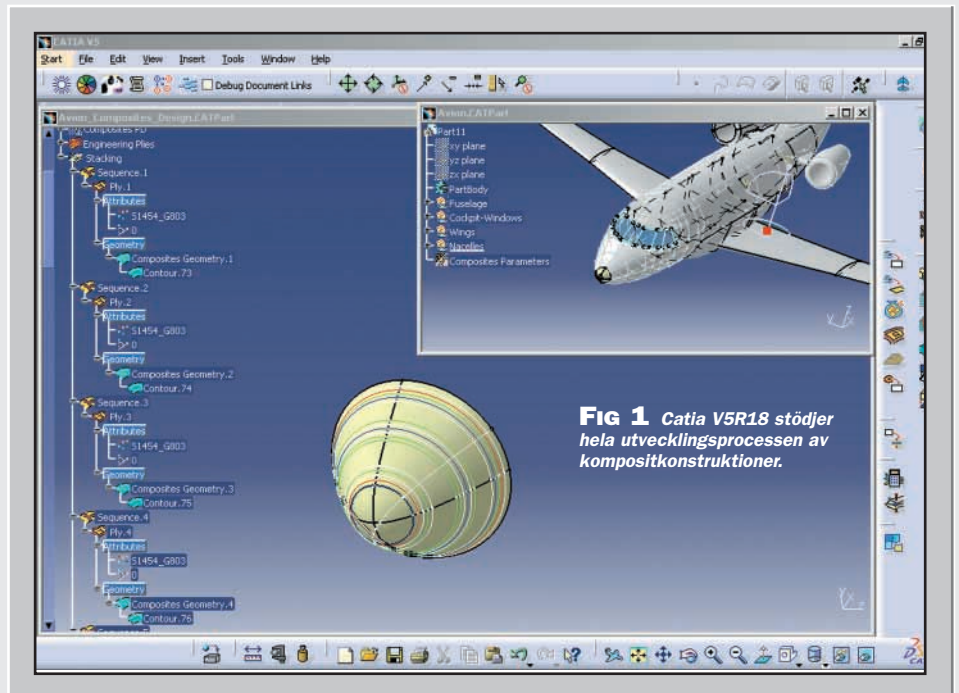 CATIA V5
Start File Edit View Insert Tools Window Help
Debug Document Links
Avion_Composites_Design.CATPart
Composites PD
Engineering Plies
Stacking
Sequence.1
Ply.1
Attributes
S1454_G803
0
Geometry
Composites Geometry.1
Contour.73
Sequence.2
Ply.2
Attributes
S1454_G803
0
Geometry
Composites Geometry.2
Contour.74
Sequence.3
Ply.3
Attributes
S1454_G803
0
Geometry
Composites Geometry.3
Contour.75
Sequence.4
Ply.4
Attributes
S1454_G803
0
Geometry
Composites Geometry.4
Contour.76
Avion.CATPart
Part11
xy plane
yz plane
zx plane
PartBody
Fuselage
Cockpit-Windows
Wings
Nacelles
Composites Parameters
FIG 1 Catia V5R18 stödjer
hela utvecklingsprocessen av
kompositkonstruktioner.